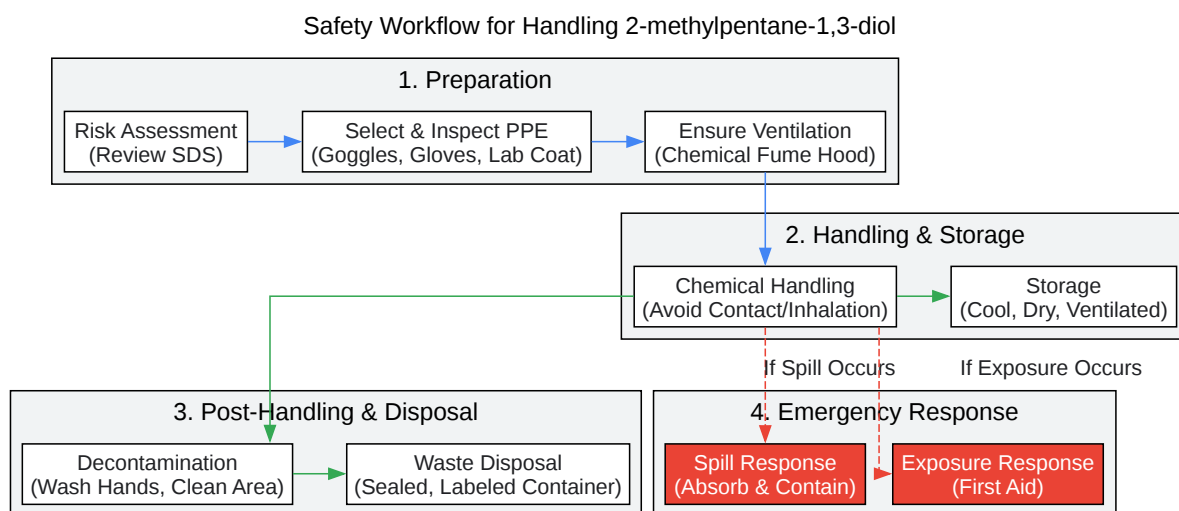 Safety Workflow for Handling 2-methylpentane-1,3-diol
1. Preparation
Risk Assessment
(Review SDS)
Select & Inspect PPE
(Goggles, Gloves, Lab Coat)
Ensure Ventilation
(Chemical Fume Hood)
2. Handling & Storage
Chemical Handling
(Avoid Contact/Inhalation)
Storage
(Cool, Dry, Ventilated)
If Spill Occurs
If Exposure Occurs
3. Post-Handling & Disposal
Decontamination
(Wash Hands, Clean Area)
Waste Disposal
(Sealed, Labeled Container)
4. Emergency Response
Spill Response
(Absorb & Contain)
Exposure Response
(First Aid)